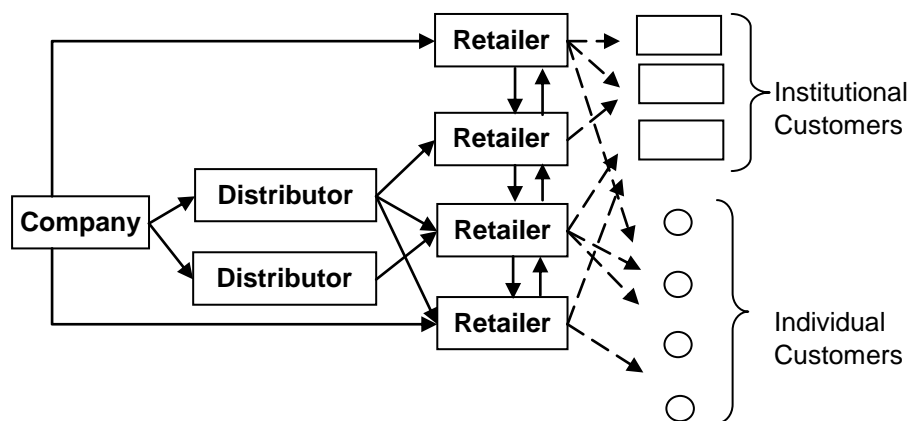 Retailer
Institutional
Customers
Retailer
Distributor
Company
Retailer
Distributor
Retailer
Individual
Customers